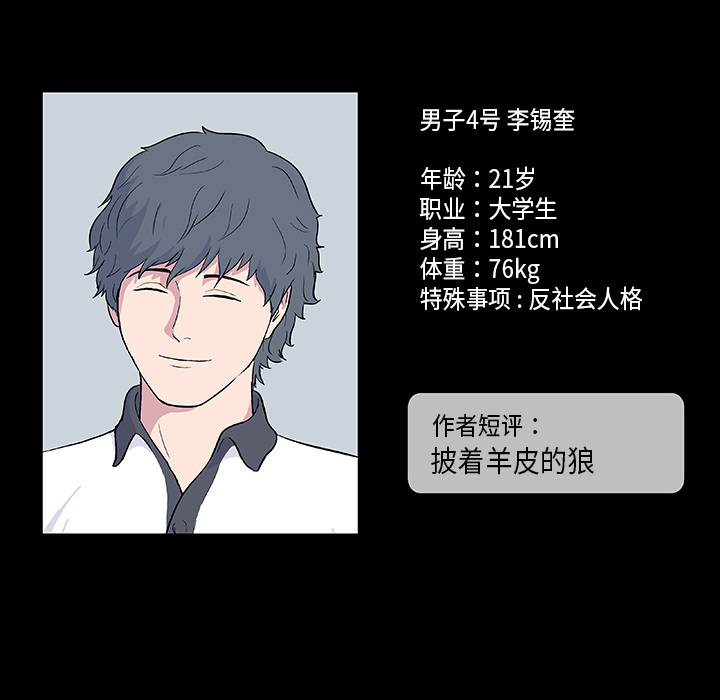 男子4号 李锡奎
年龄：21岁
职业：大学生
身高：181cm
体重：76kg
特殊事项：反社会人格
作者短评：
披着羊皮的狼